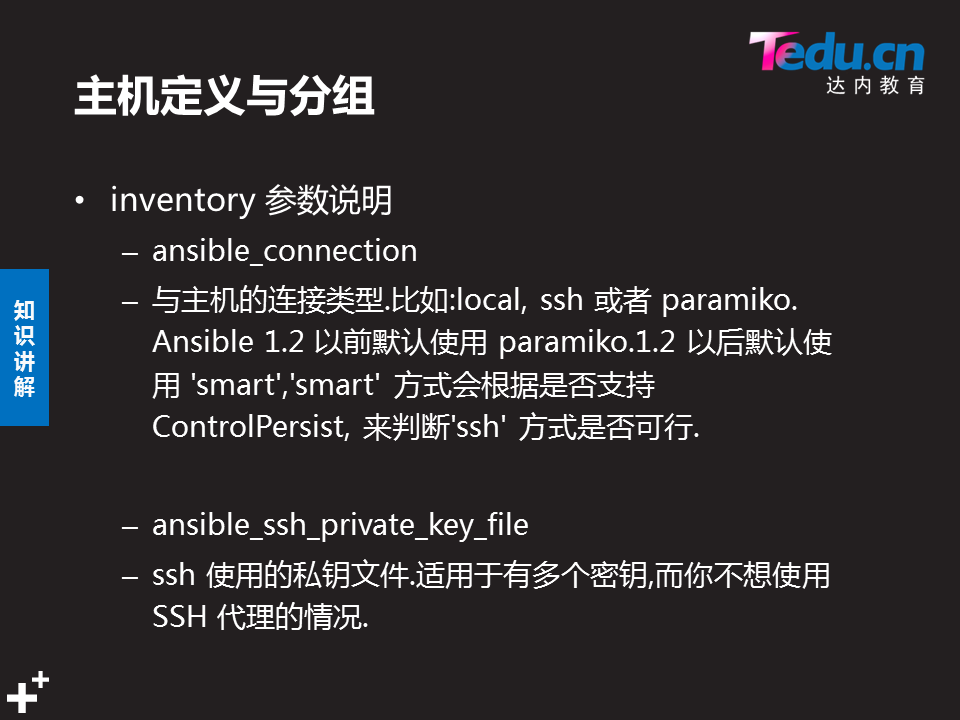 Tedu.cn
达内教育
主机定义与分组
• inventory 参数说明
– ansible_connection
– 与主机的连接类型.比如:local, ssh 或者 paramiko.
Ansible 1.2 以前默认使用 paramiko.1.2 以后默认使
用 'smart','smart' 方式会根据是否支持
ControlPersist, 来判断'ssh' 方式是否可行.
– ansible_ssh_private_key_file
– ssh 使用的私钥文件.适用于有多个密钥,而你不想使用
SSH 代理的情况.
知
识
讲
解